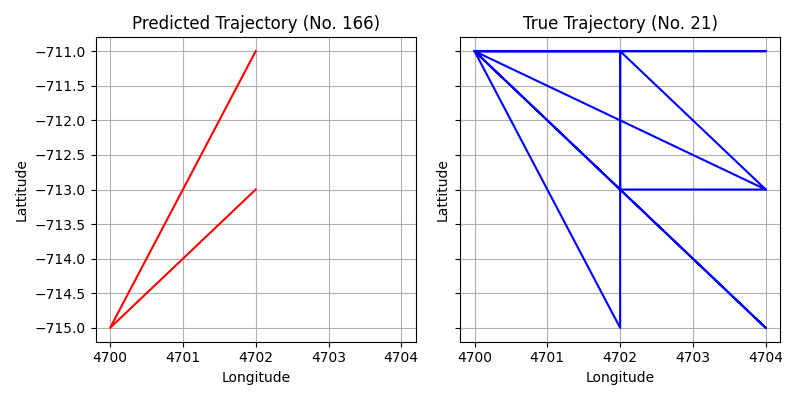 Predicted Trajectory (No. 166)
True Trajectory (No. 21)
−711.0
−711.5
−712.0
−712.5
−713.0
−713.5
−714.0
−714.5
−715.0
Lattitude
Lattitude
4700 4701 4702 4703 4704
4700 4701 4702 4703 4704
Longitude
Longitude